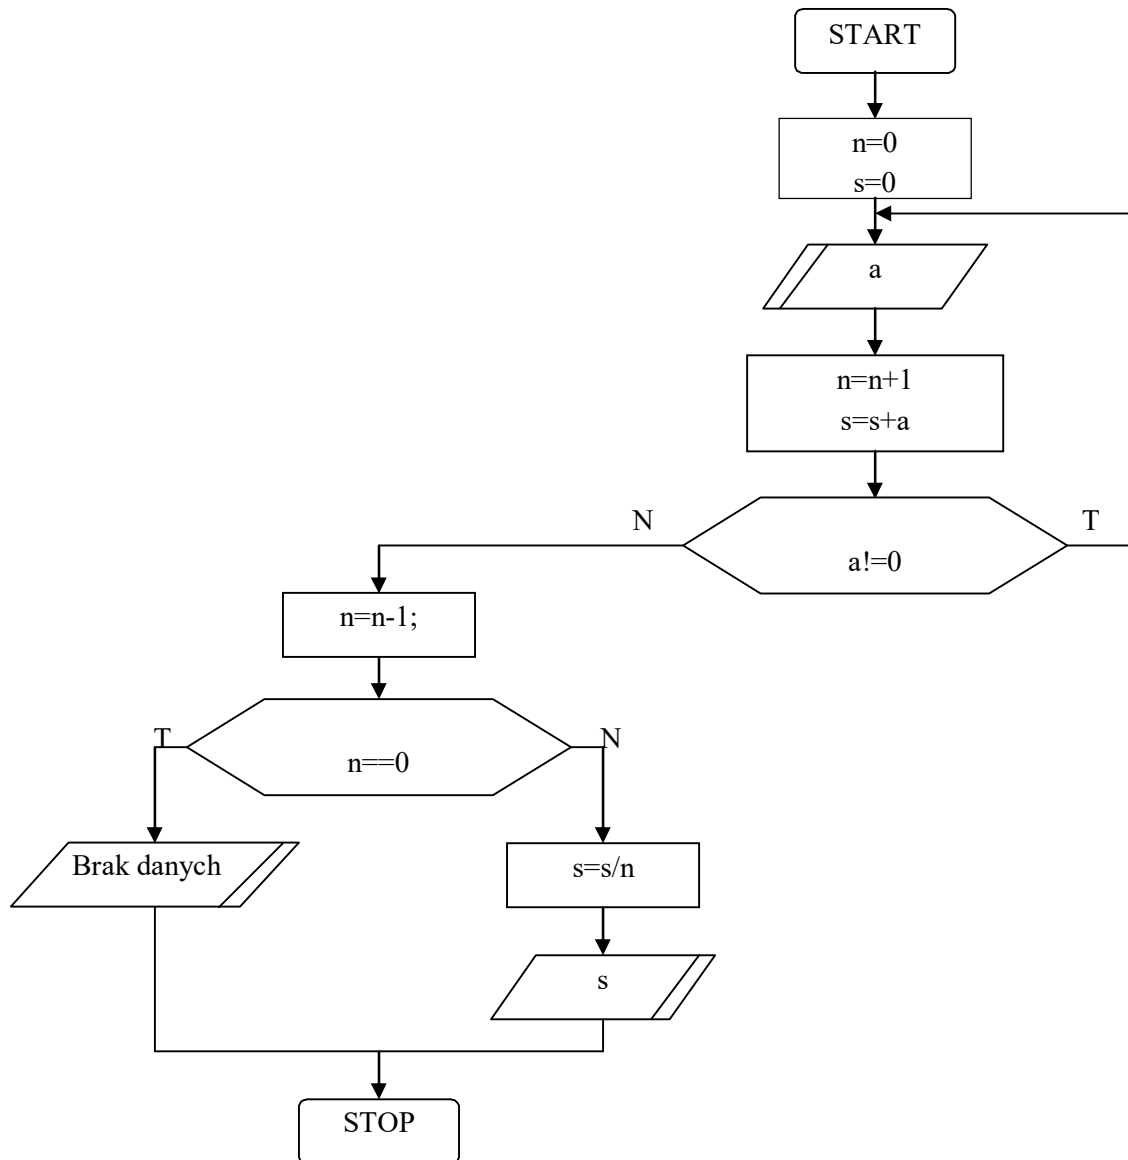 START
n=0
s=0
a
n=n+1
s=s+a
N
T
a!=0
n=n-1;
T
N
n==0
Brak danych
s=s/n
s
STOP